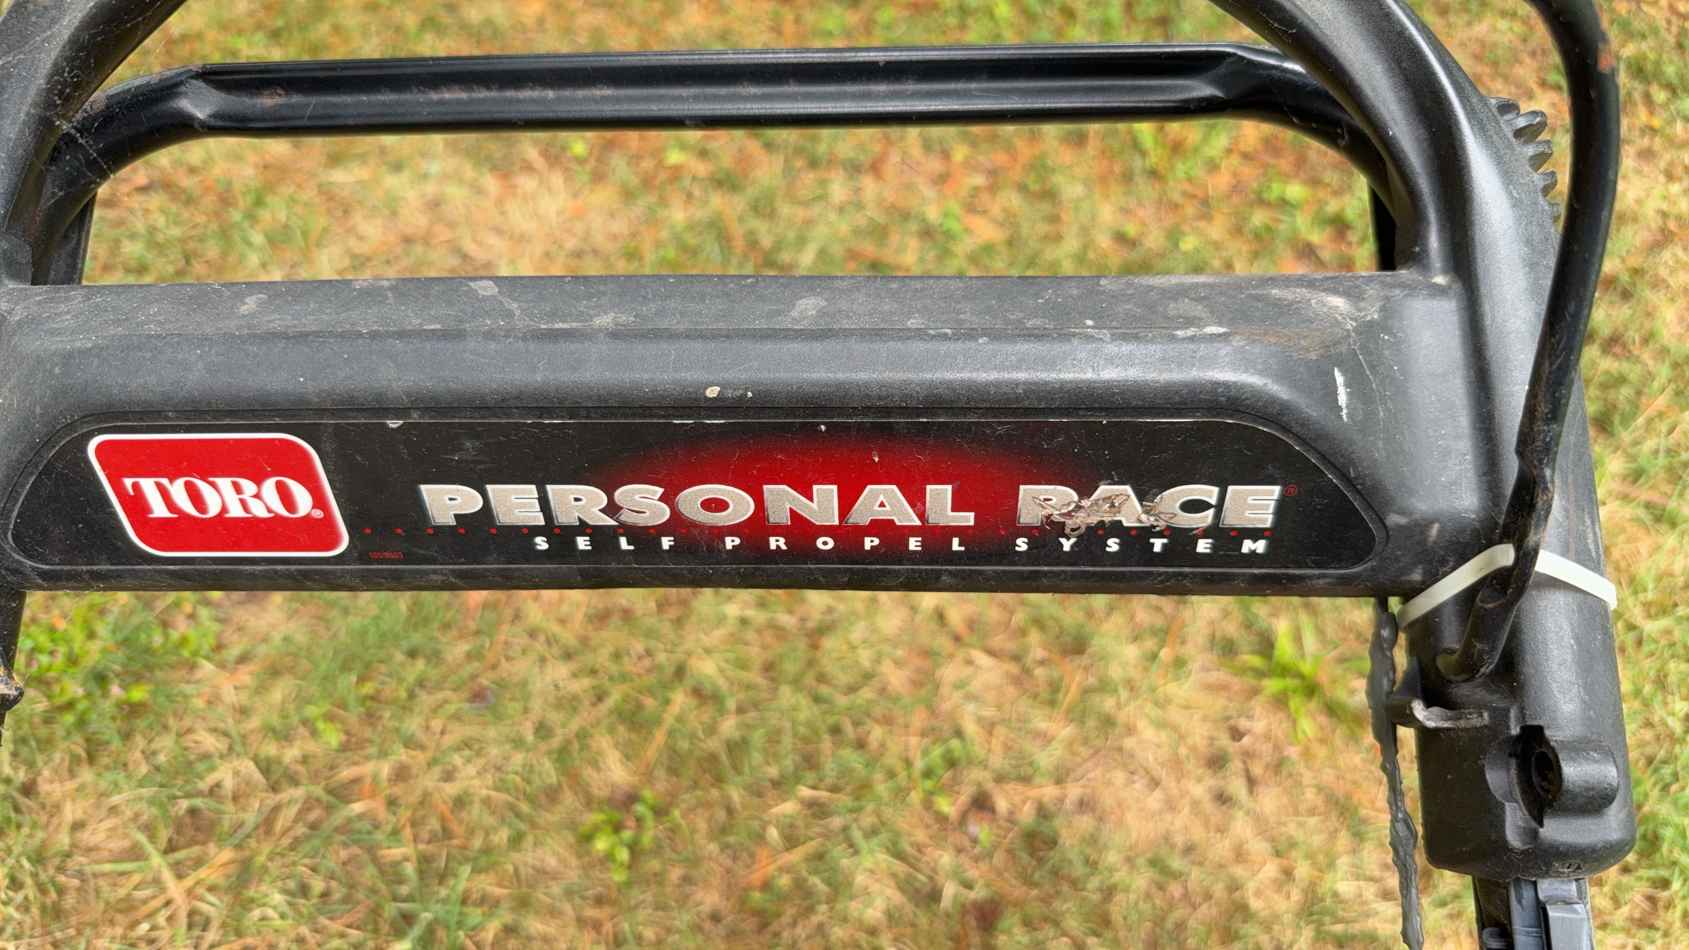 TORO®
PERSONAL PACE®
SELF PROPEL SYSTEM